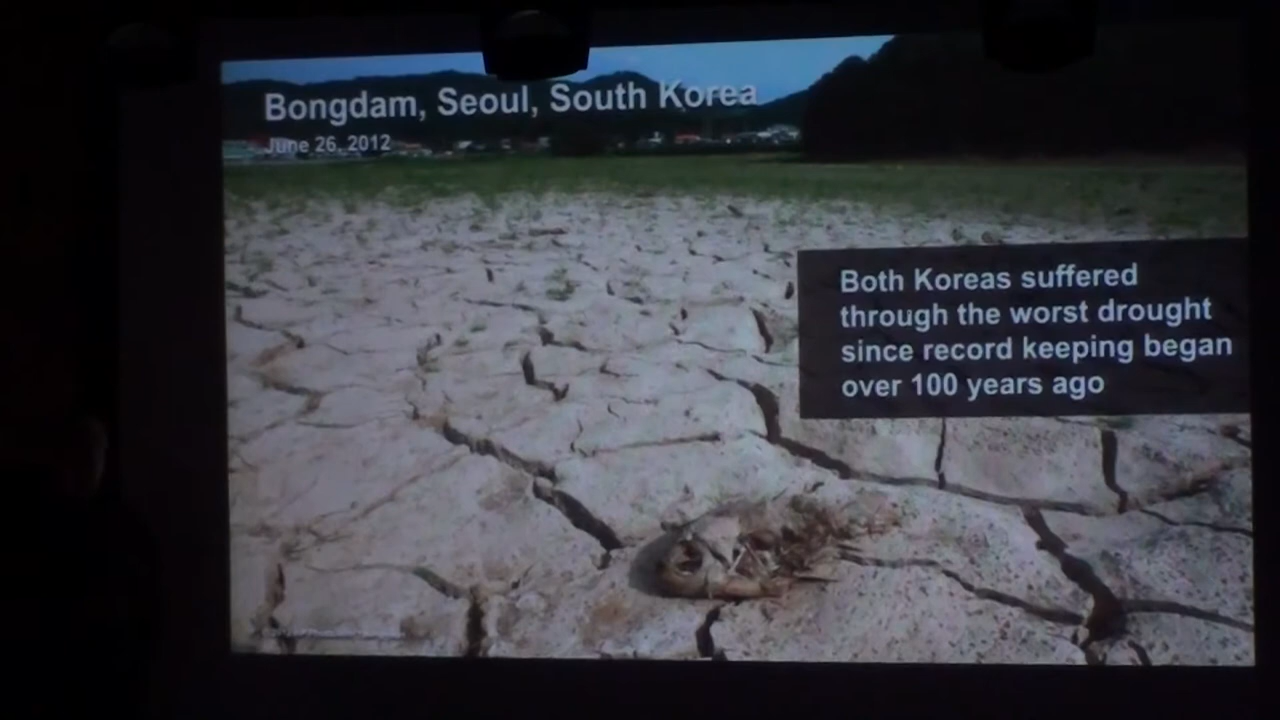 Bongdam, Seoul, South Korea
June 26, 2012
Both Koreas suffered
through the worst drought
since record keeping began
over 100 years ago